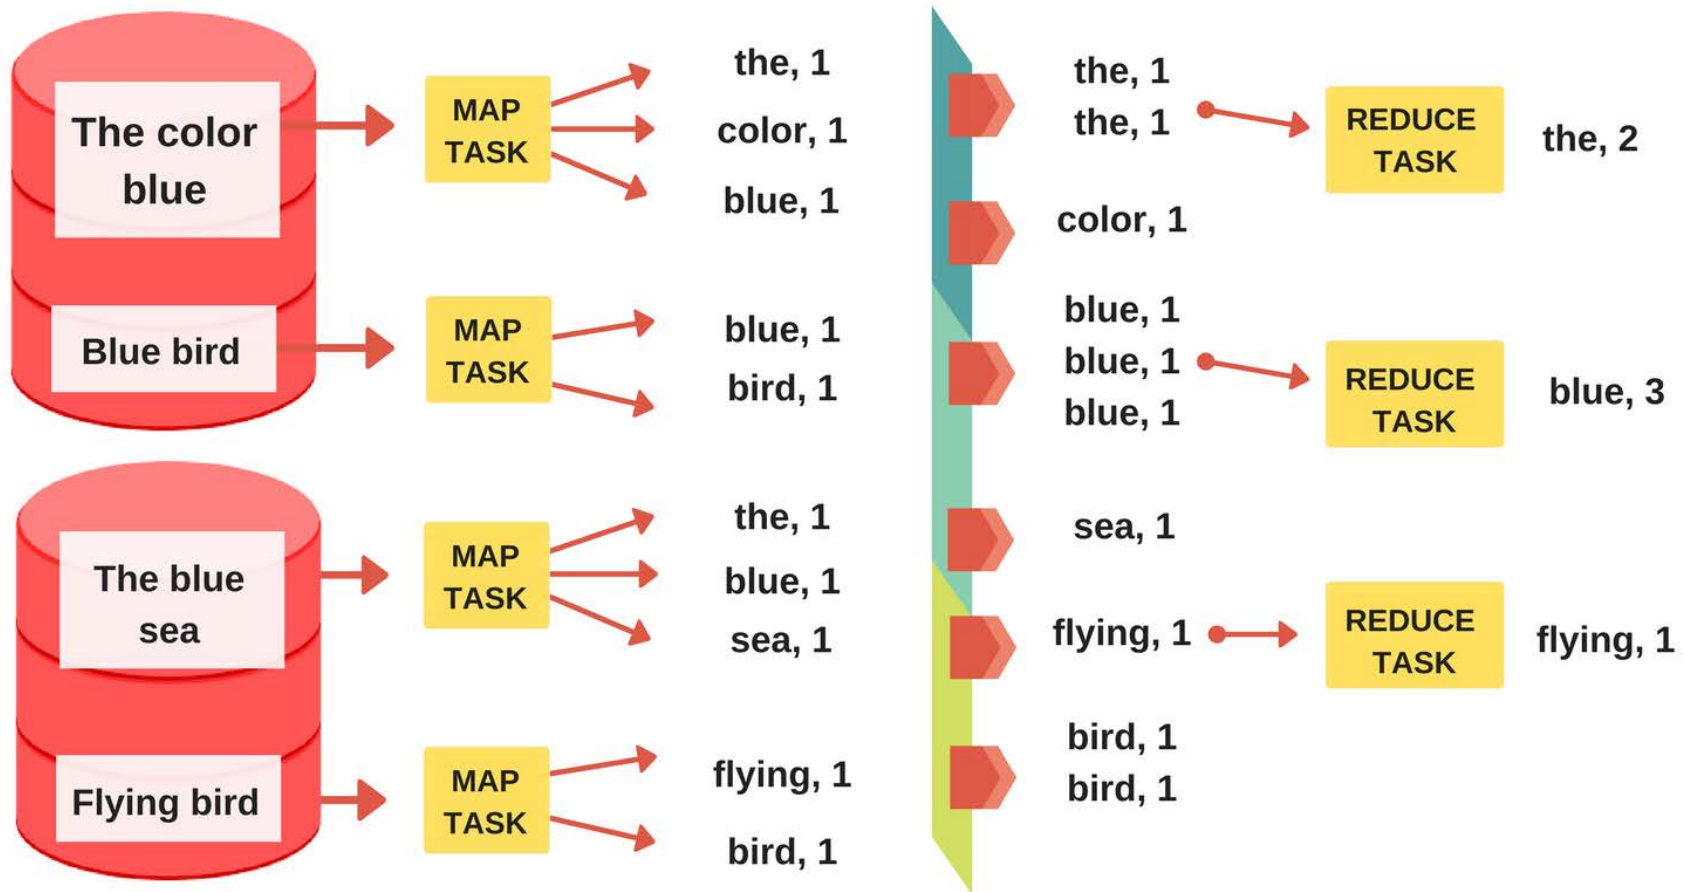 The color
blue
MAP
TASK
the, 1
color, 1
blue, 1
Blue bird
MAP
TASK
blue, 1
bird, 1
The blue
sea
MAP
TASK
the, 1
blue, 1
sea, 1
Flying bird
MAP
TASK
flying, 1
bird, 1
the, 1
the, 1
REDUCE
TASK
the, 2
color, 1
blue, 1
blue, 1
blue, 1
REDUCE
TASK
blue, 3
sea, 1
flying, 1
REDUCE
TASK
flying, 1
bird, 1
bird, 1